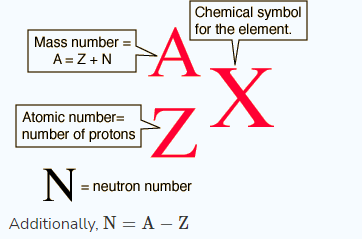 Chemical symbol
for the element.
Mass number =
A = Z + N
A
X
Atomic number=
number of protons
Z
N = neutron number
Additionally, N = A − Z